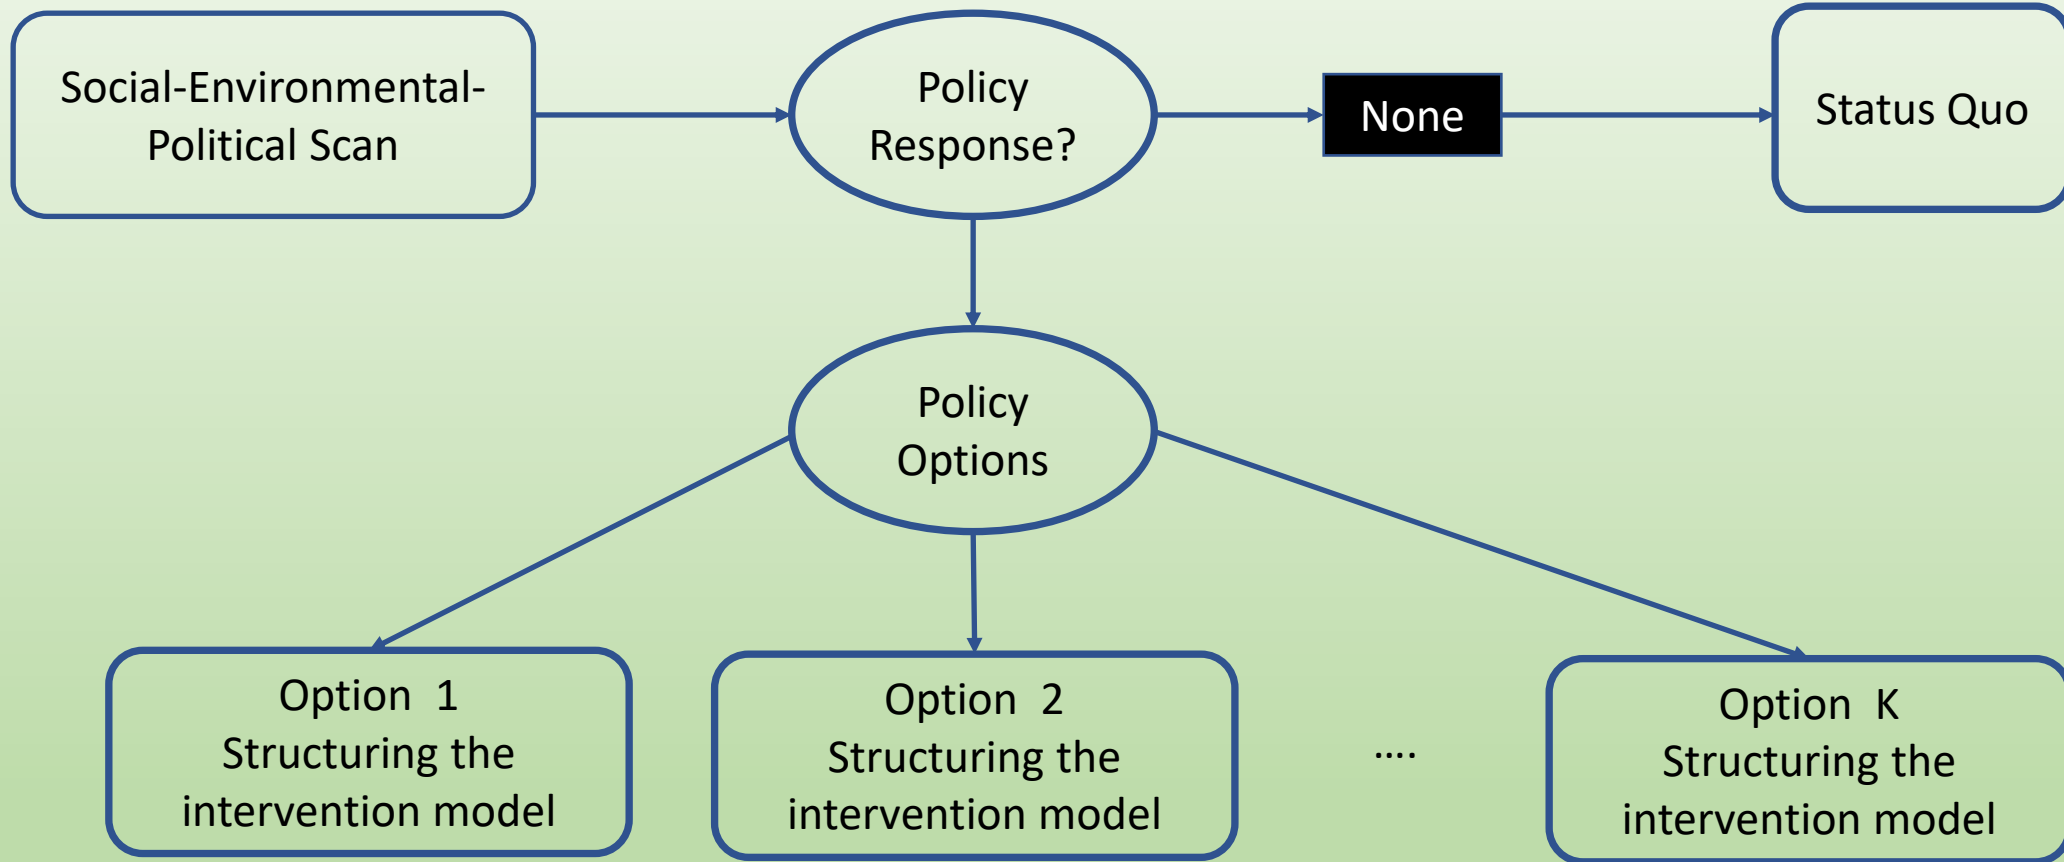 Social-Environmental-
Political Scan
Policy
Response?
None
Status Quo
Policy
Options
Option 1
Structuring the
intervention model
Option 2
Structuring the
intervention model
....
Option K
Structuring the
intervention model